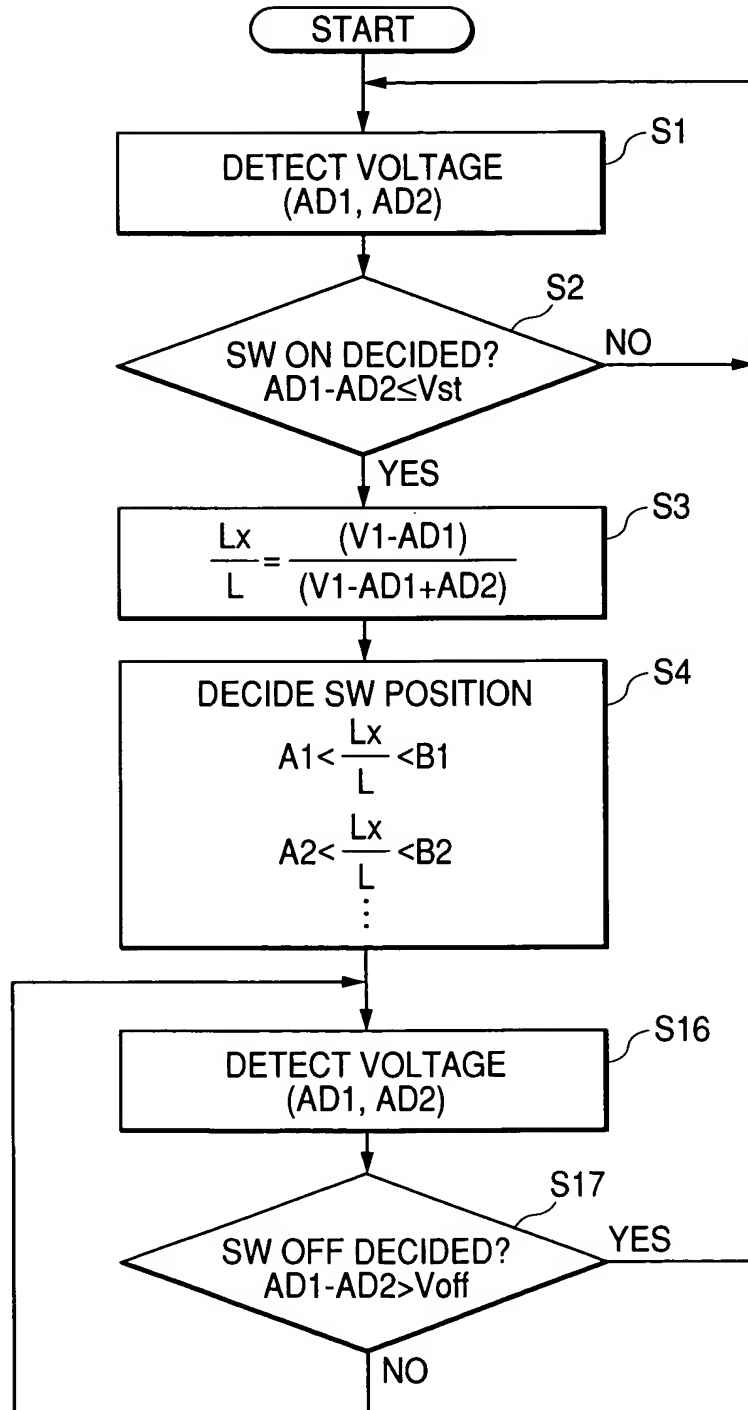 START
S1
DETECT VOLTAGE
(AD1, AD2)
S2
SW ON DECIDED?
AD1-AD2≤Vst
NO
YES
S3
Lx/L = (V1-AD1)/(V1-AD1+AD2)
S4
DECIDE SW POSITION
A1< Lx/L <B1
A2< Lx/L <B2
⋮
S16
DETECT VOLTAGE
(AD1, AD2)
S17
SW OFF DECIDED?
AD1-AD2>Voff
YES
NO